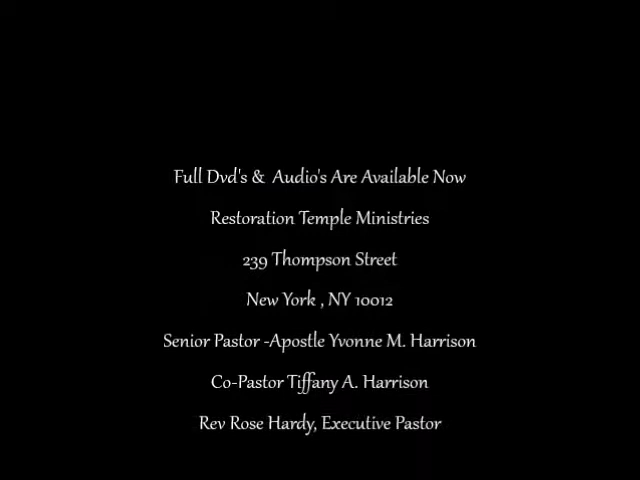 Full Dvd's & Audio's Are Available Now
Restoration Temple Ministries
239 Thompson Street
New York , NY 10012
Senior Pastor -Apostle Yvonne M. Harrison
Co-Pastor Tiffany A. Harrison
Rev Rose Hardy, Executive Pastor